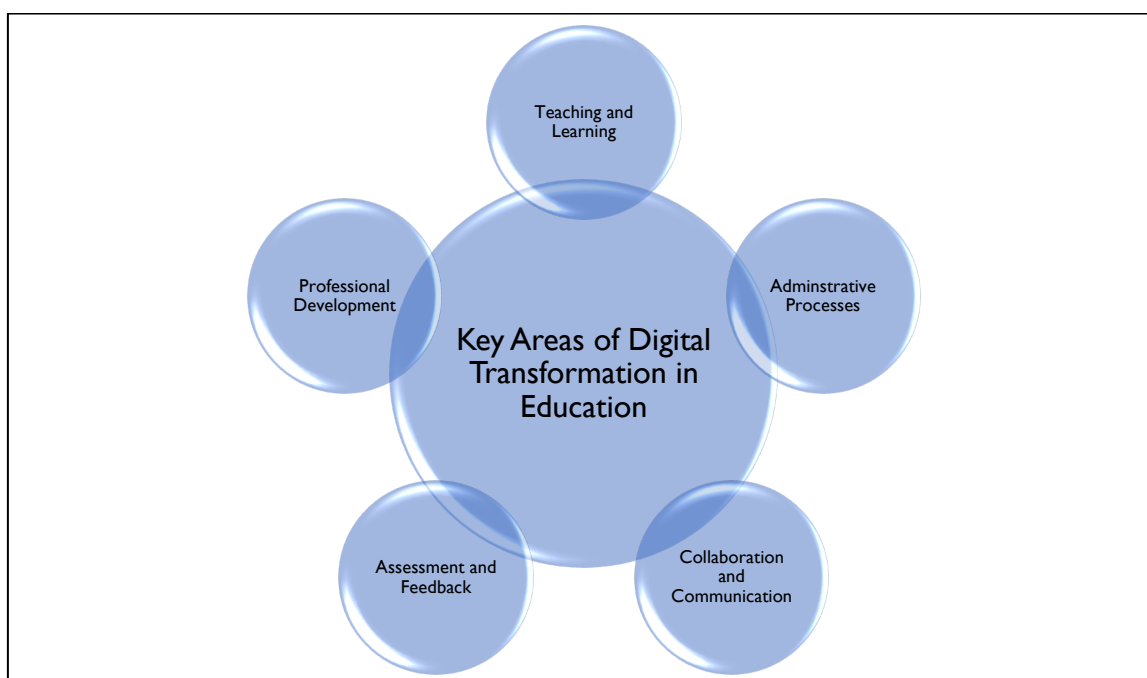 Teaching and
Learning
Professional
Development
Adminstrative
Processes
Key Areas of Digital
Transformation in
Education
Assessment and
Feedback
Collaboration
and
Communication